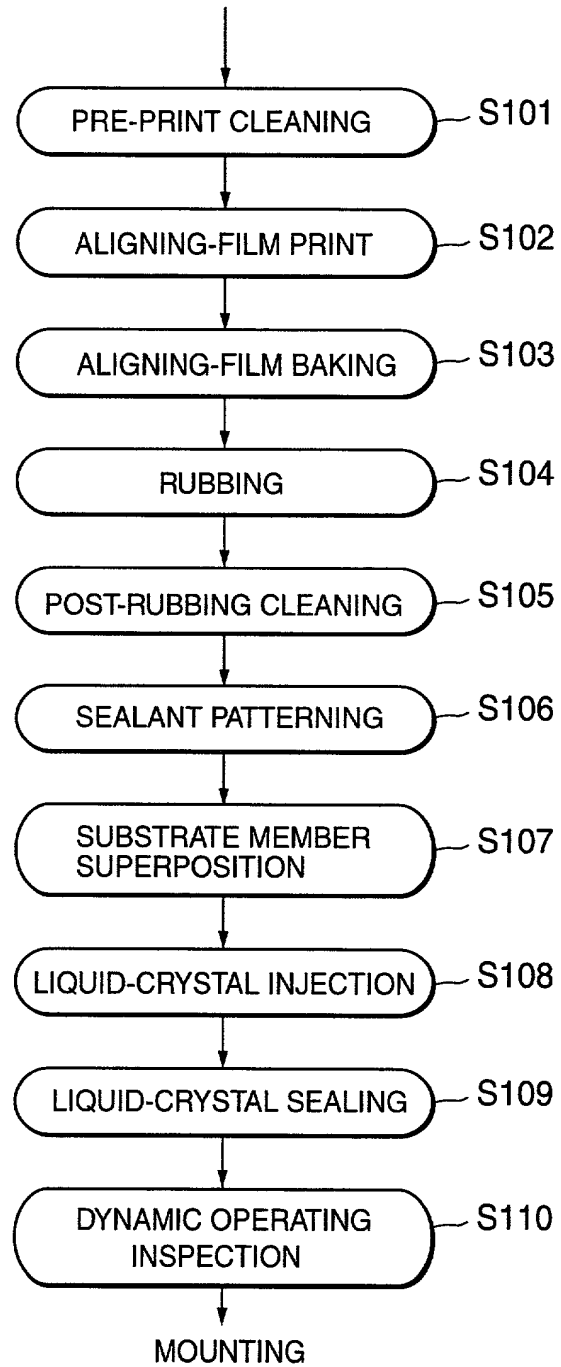 PRE-PRINT CLEANING S101
ALIGNING-FILM PRINT S102
ALIGNING-FILM BAKING S103
RUBBING S104
POST-RUBBING CLEANING S105
SEALANT PATTERNING S106
SUBSTRATE MEMBER
SUPERPOSITION S107
LIQUID-CRYSTAL INJECTION S108
LIQUID-CRYSTAL SEALING S109
DYNAMIC OPERATING
INSPECTION S110
MOUNTING